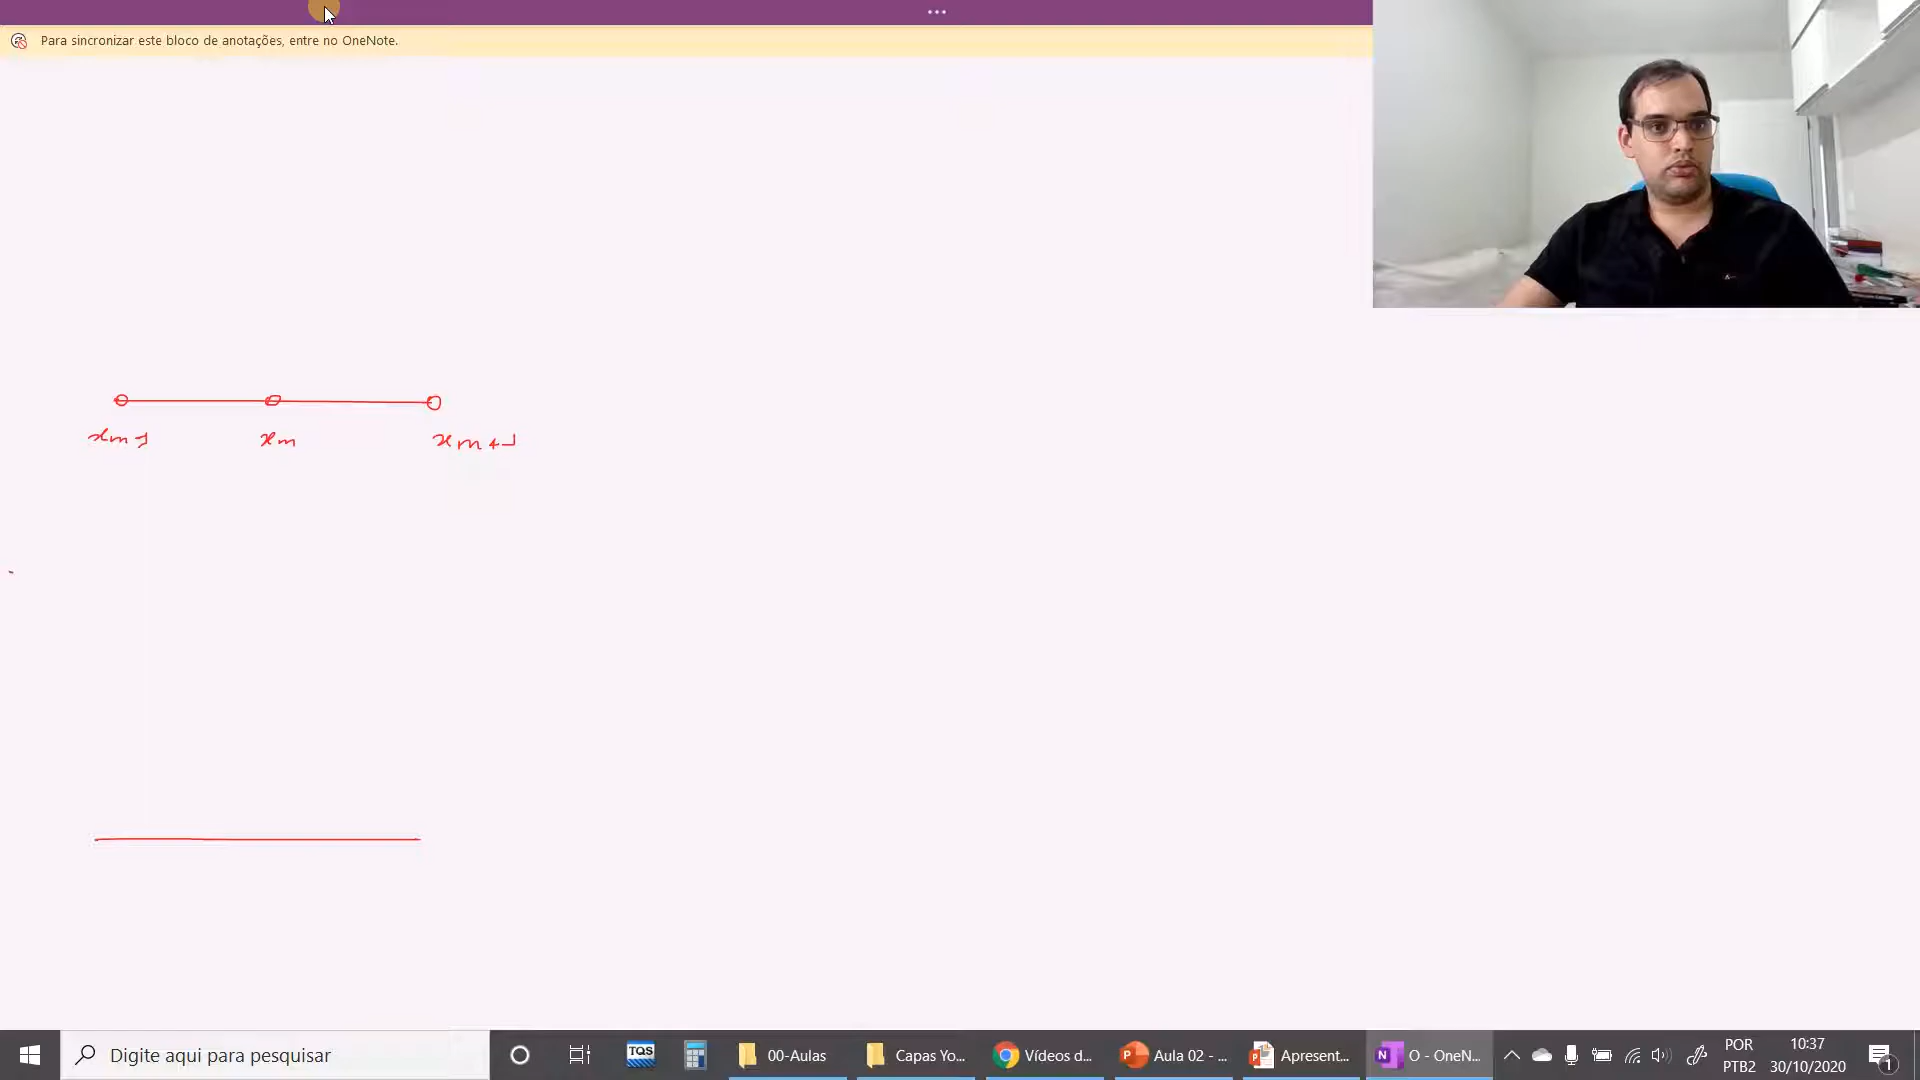 Para sincronizar este bloco de anotações, entre no OneNote.
xm-1 xm xm+1
Digite aqui para pesquisar
TQS
00-Aulas
Capas Yo...
Vídeos d...
Aula 02 - ...
Apresent...
O - OneN...
POR
PTB2
10:37
30/10/2020
1